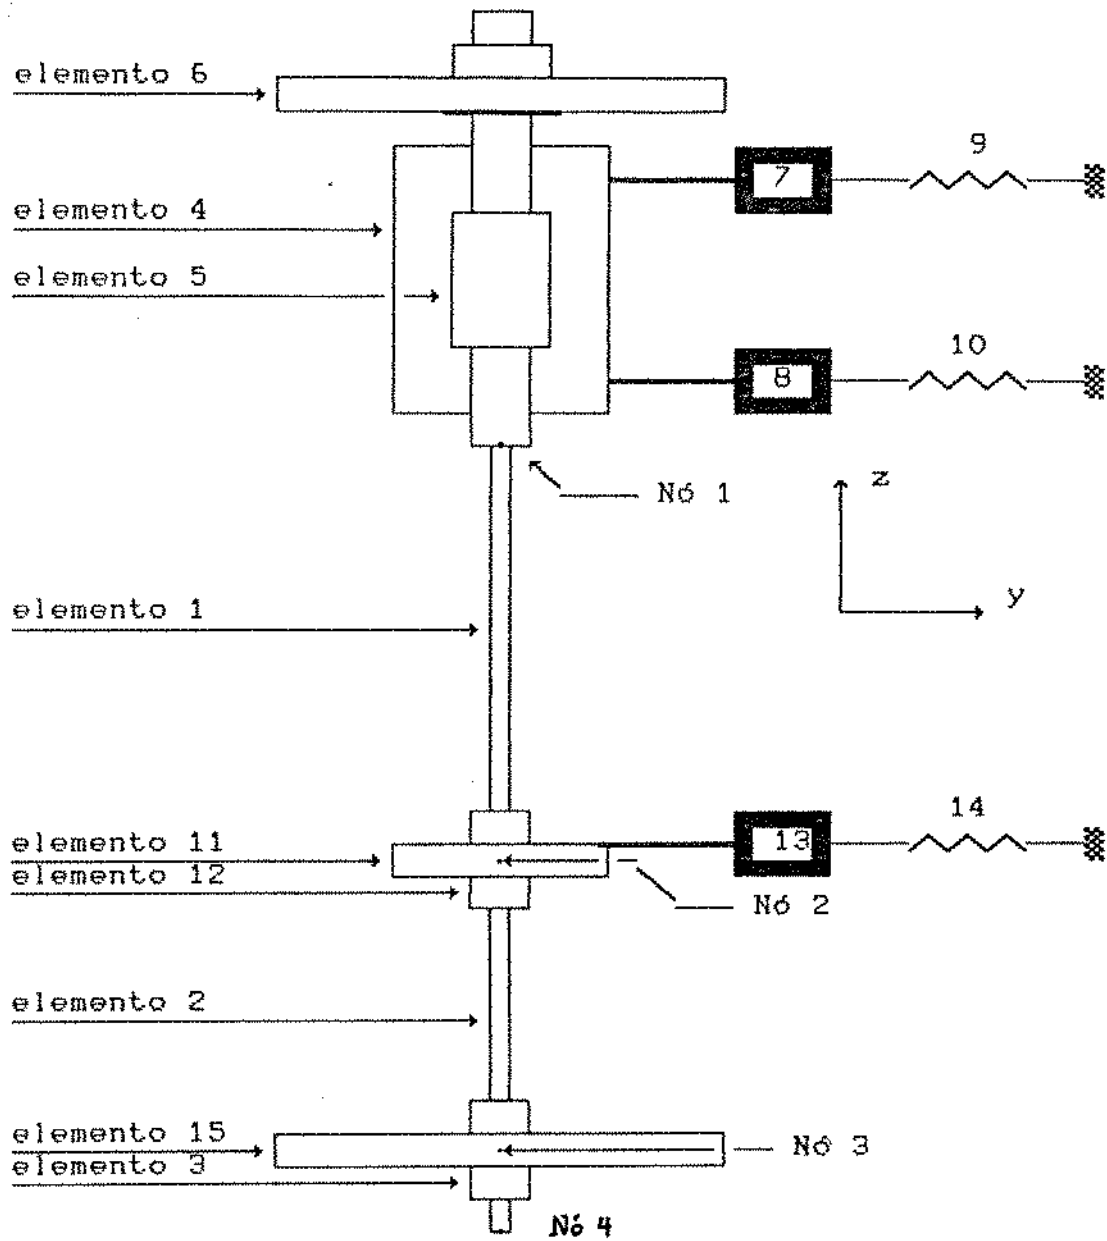 elemento 6
9
7
elemento 4
elemento 5
10
8
Nó 1
z
y
elemento 1
14
13
elemento 11
elemento 12
Nó 2
elemento 2
elemento 15
Nó 3
elemento 3
Nó 4